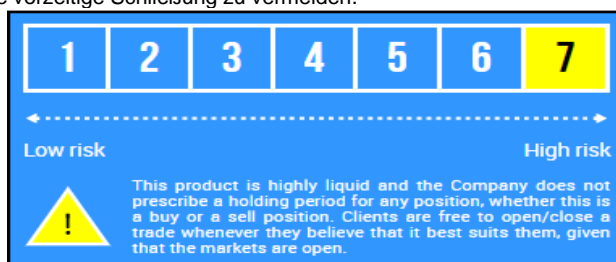 vorzeitige Schließung zu vermeiden.
1 2 3 4 5 6 7
Low risk High risk
This product is highly liquid and the Company does not
prescribe a holding period for any position, whether this is
a buy or a sell position. Clients are free to open/close a
trade whenever they believe that it best suits them, given
that the markets are open.
!